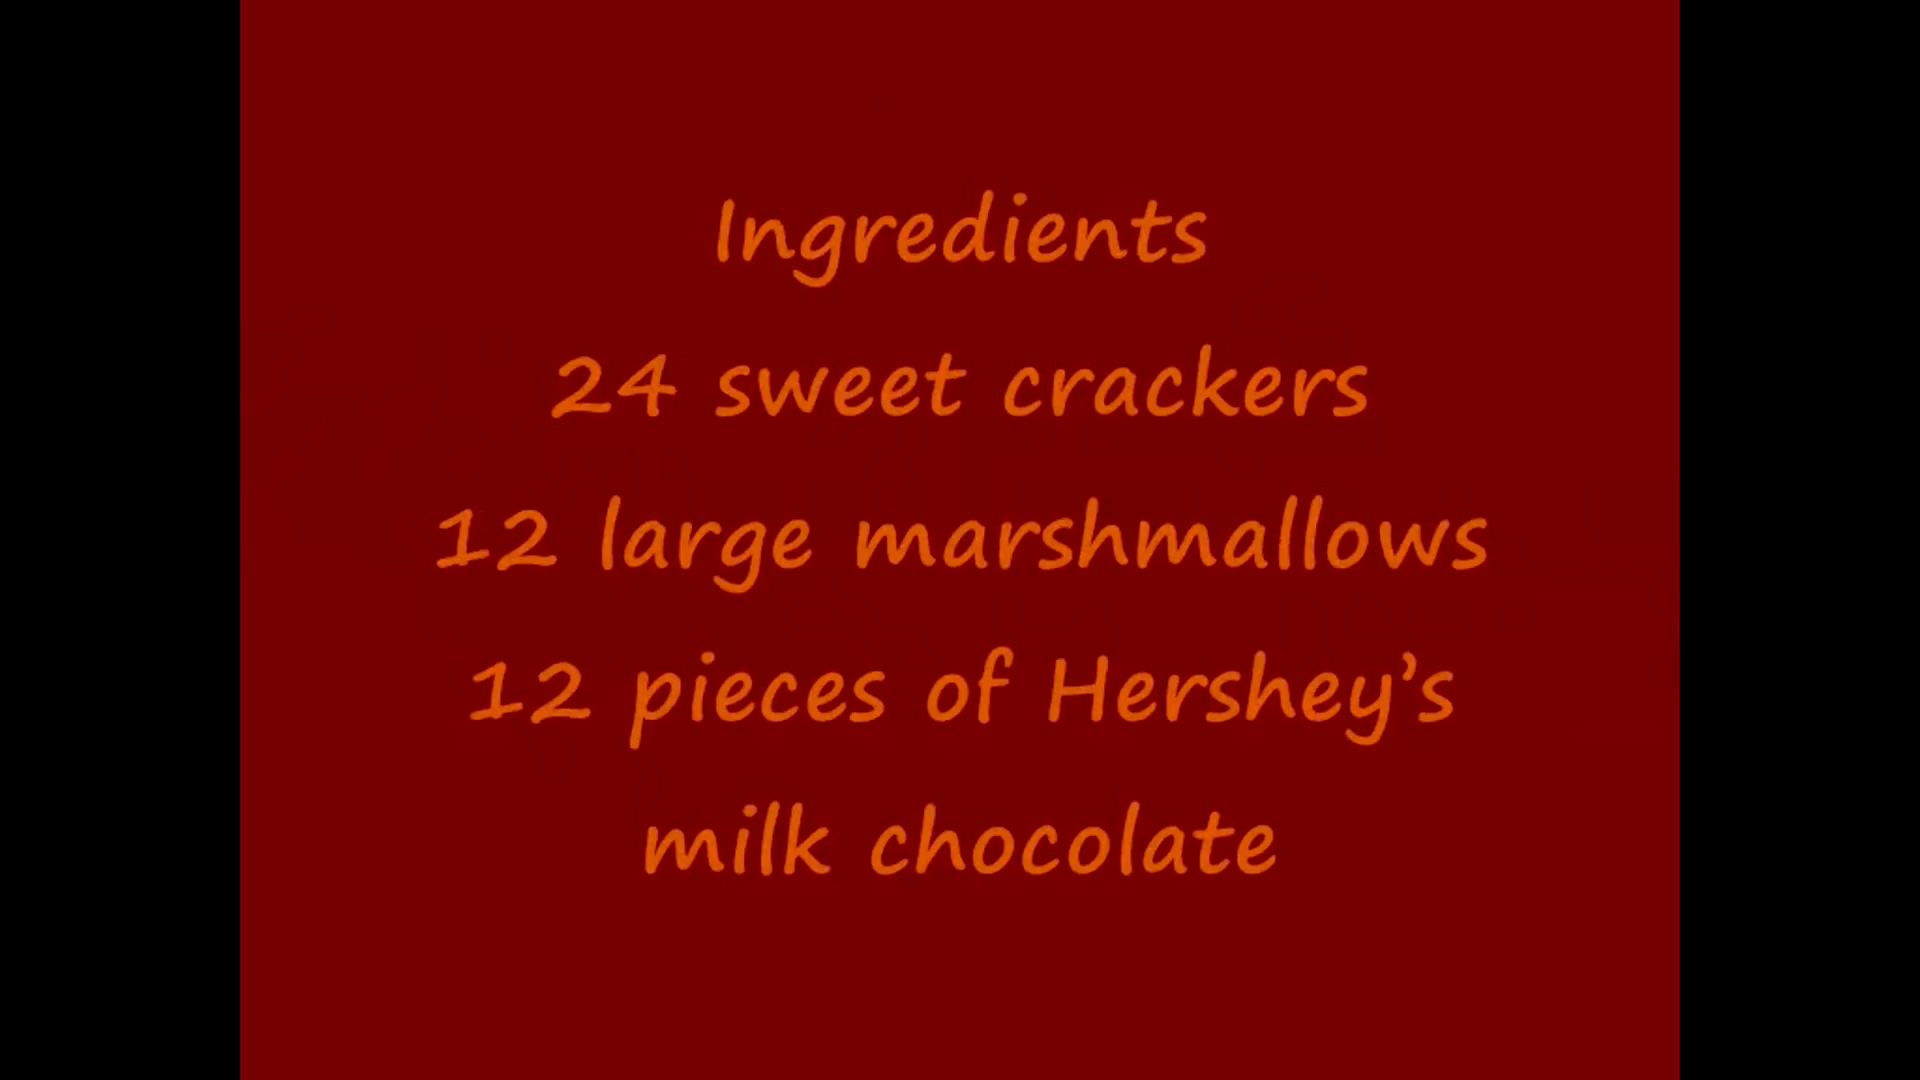 Ingredients
24 sweet crackers
12 large marshmallows
12 pieces of Hershey’s
milk chocolate